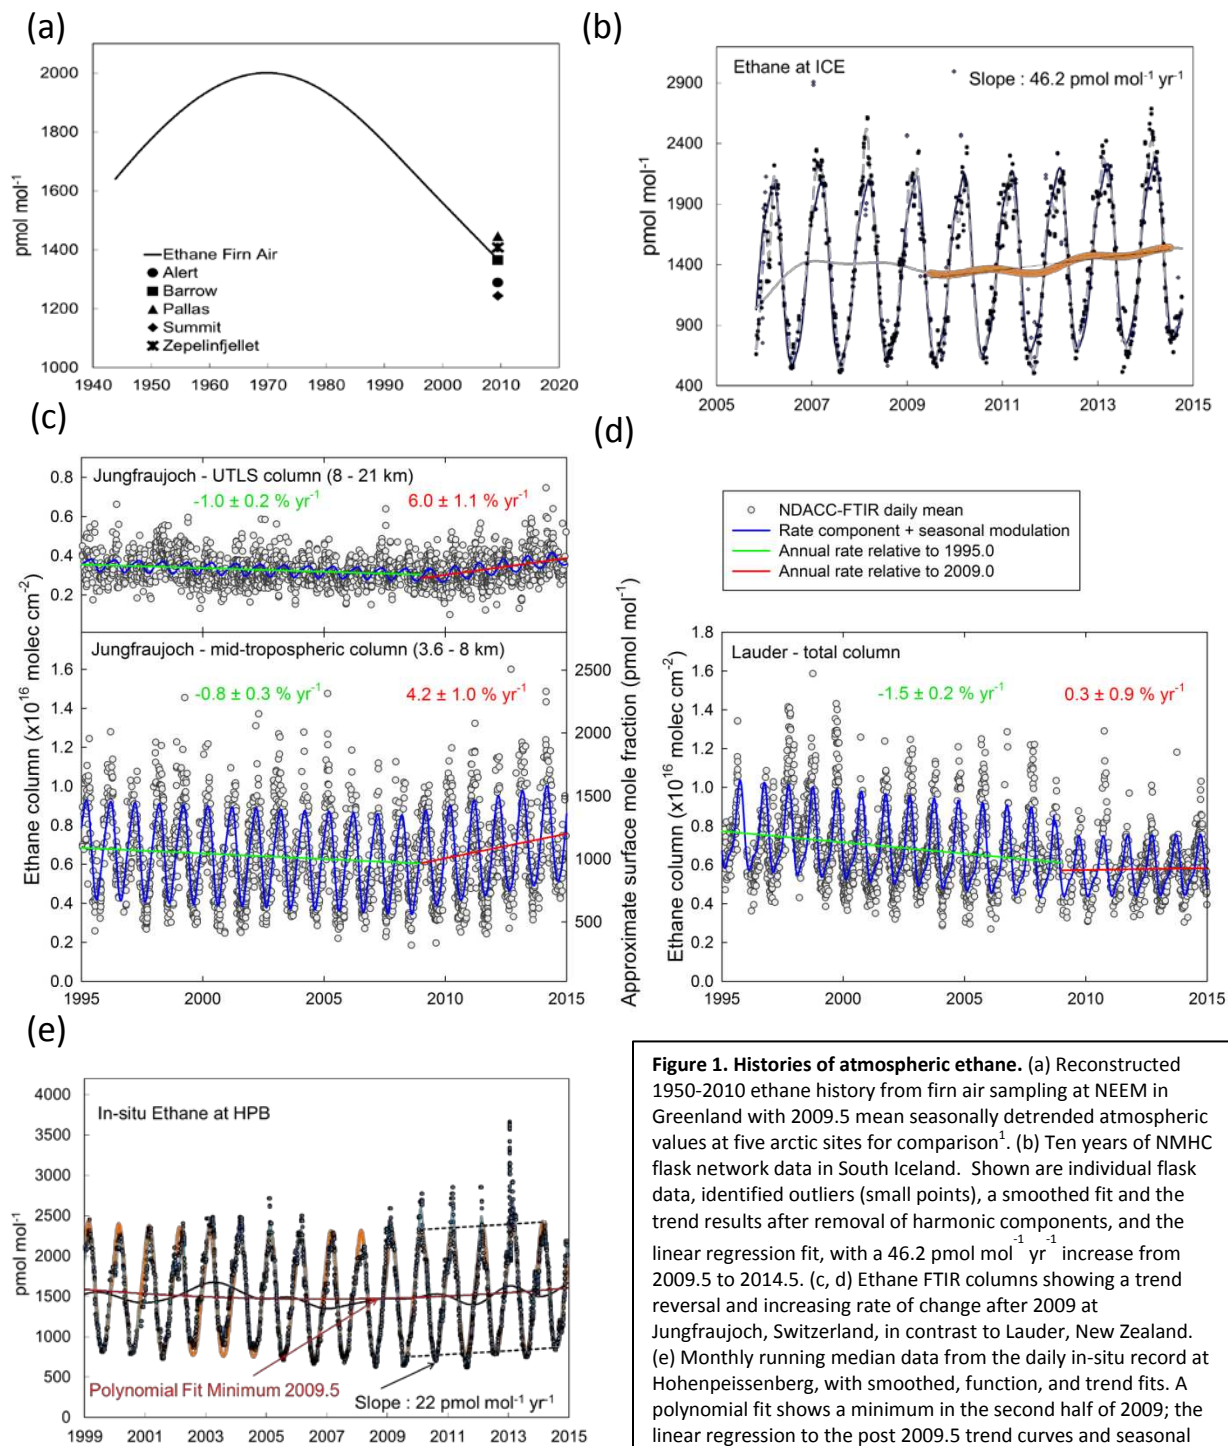 (a)
2000
1800
1600
1400
1200
1000
pmol mol-1
Ethane Firn Air
Alert
Barrow
Pallas
Summit
Zepelinfjellet
1940 1950 1960 1970 1980 1990 2000 2010 2020
(b)
Ethane at ICE
Slope : 46.2 pmol mol-1 yr-1
2900
2400
1900
1400
900
400
pmol mol-1
2005 2007 2009 2011 2013 2015
(c)
Jungfraujoch - UTLS column (8 - 21 km)
-1.0 ± 0.2 % yr-1
6.0 ± 1.1 % yr-1
0.8
0.6
0.4
0.2
Jungfraujoch - mid-tropospheric column (3.6 - 8 km)
-0.8 ± 0.3 % yr-1
4.2 ± 1.0 % yr-1
1.6
1.4
1.2
1.0
0.8
0.6
0.4
0.2
0.0
Ethane column (x10^16 molec cm-2)
2500
2000
1500
1000
500
Approximate surface mole fraction (pmol mol-1)
1995 2000 2005 2010 2015
(d)
NDACC-FTIR daily mean
Rate component + seasonal modulation
Annual rate relative to 1995.0
Annual rate relative to 2009.0
Lauder - total column
-1.5 ± 0.2 % yr-1
0.3 ± 0.9 % yr-1
1.8
1.6
1.4
1.2
1.0
0.8
0.6
0.4
0.2
0.0
Ethane column (x10^16 molec cm-2)
1995 2000 2005 2010 2015
(e)
In-situ Ethane at HPB
4000
3500
3000
2500
2000
1500
1000
500
0
pmol mol-1
Polynomial Fit Minimum 2009.5
Slope : 22 pmol mol-1 yr-1
1999 2001 2003 2005 2007 2009 2011 2013 2015
Figure 1. Histories of atmospheric ethane. (a) Reconstructed
1950-2010 ethane history from firn air sampling at NEEM in
Greenland with 2009.5 mean seasonally detrended atmospheric
values at five arctic sites for comparison1. (b) Ten years of NMHC
flask network data in South Iceland. Shown are individual flask
data, identified outliers (small points), a smoothed fit and the
trend results after removal of harmonic components, and the
linear regression fit, with a 46.2 pmol mol-1 yr-1 increase from
2009.5 to 2014.5. (c, d) Ethane FTIR columns showing a trend
reversal and increasing rate of change after 2009 at
Jungfraujoch, Switzerland, in contrast to Lauder, New Zealand.
(e) Monthly running median data from the daily in-situ record at
Hohenpeissenberg, with smoothed, function, and trend fits. A
polynomial fit shows a minimum in the second half of 2009; the
linear regression to the post 2009.5 trend curves and seasonal